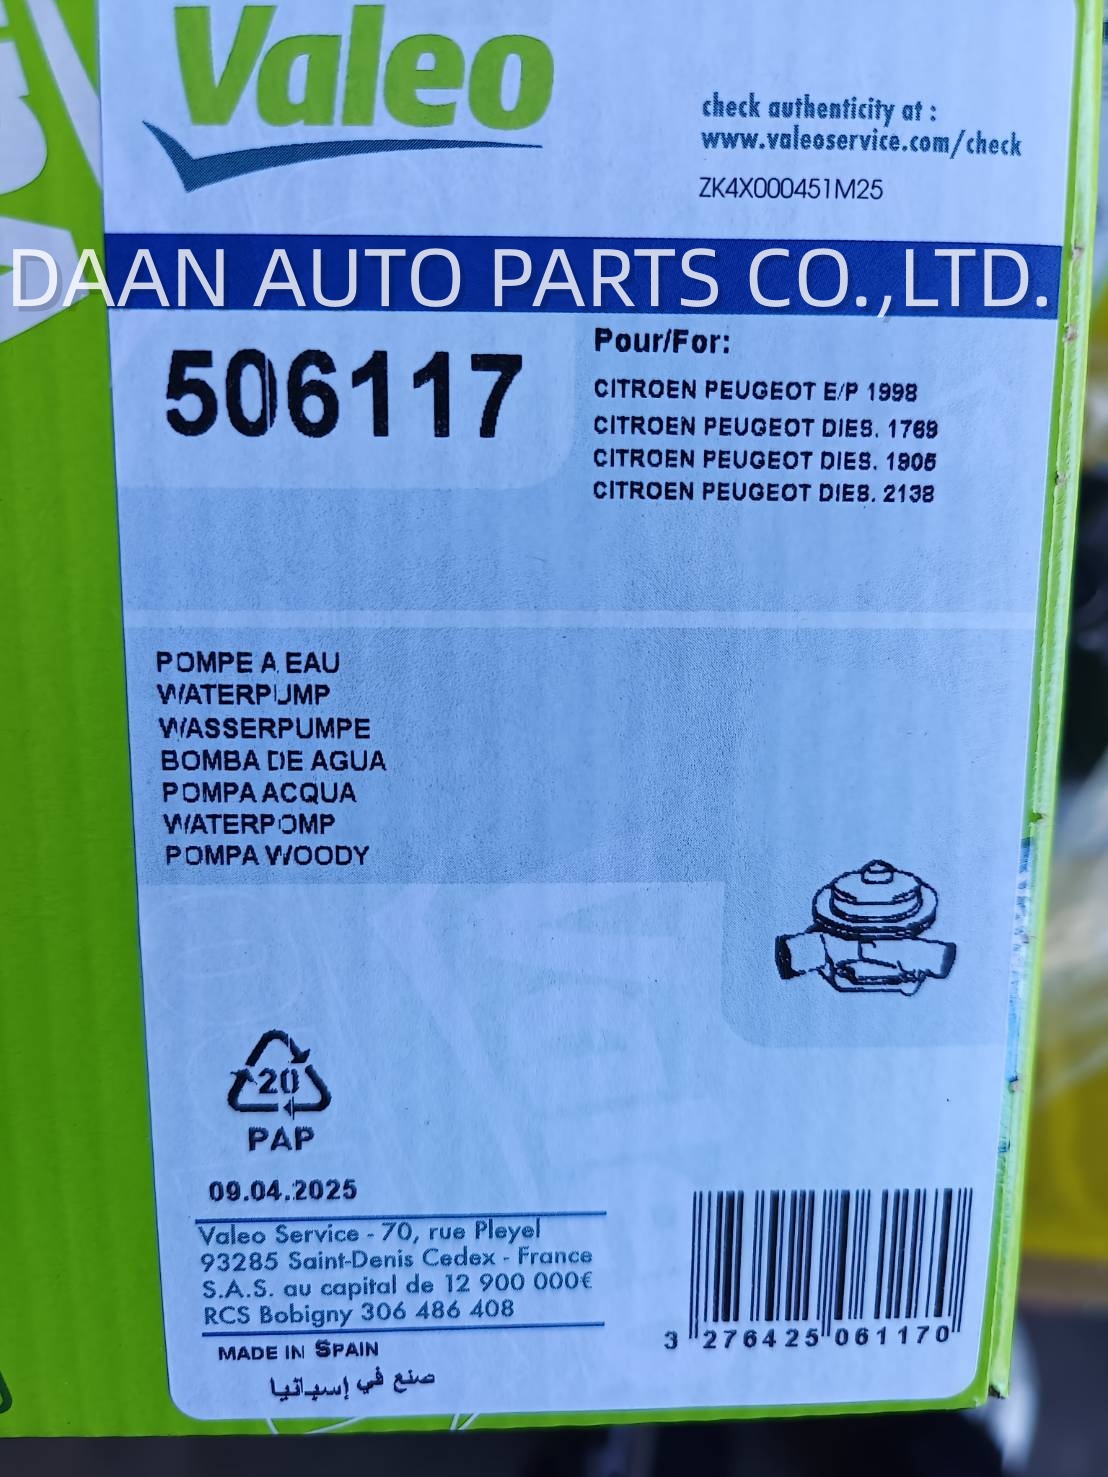 Valeo
check authenticity at :
www.valeoservice.com/check
ZK4X000451M25
DAAN AUTO PARTS CO.,LTD.
506117
Pour/For:
CITROEN PEUGEOT E/P 1998
CITROEN PEUGEOT DIES. 1769
CITROEN PEUGEOT DIES. 1905
CITROEN PEUGEOT DIES. 2138
POMPE A EAU
WATERPUMP
WASSERPUMPE
BOMBA DE AGUA
POMPA ACQUA
WATERPOMP
POMPA WOODY
20
PAP
09.04.2025
Valeo Service - 70, rue Pleyel
93285 Saint-Denis Cedex - France
S.A.S. au capital de 12 900 000€
RCS Bobigny 306 486 408
MADE IN SPAIN
صنع في إسبانيا
3 276425 061170